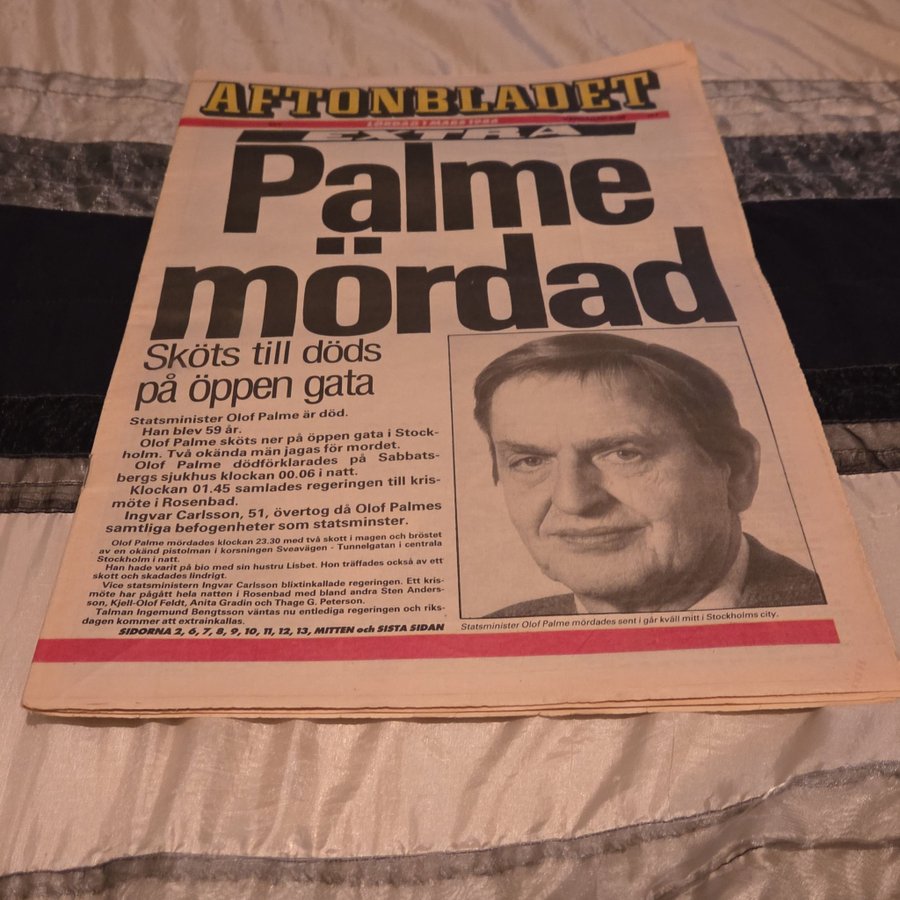 AFTONBLADET
LÖRDAG 1 MARS 1986
EXTRA
Palme
mördad
Sköts till döds
på öppen gata
Statsminister Olof Palme är död.
Han blev 59 år.
Olof Palme sköts ner på öppen gata i Stock-
holm. Två okända män jagas för mordet.
Olof Palme dödförklarades på Sabbats-
bergs sjukhus klockan 00.06 i natt.
Klockan 01.45 samlades regeringen till kris-
möte i Rosenbad.
Ingvar Carlsson, 51, övertog då Olof Palmes
samtliga befogenheter som statsminster.
Olof Palme mördades klockan 23.30 med två skott i magen och bröstet
av en okänd pistolman i korsningen Sveavägen - Tunnelgatan i centrala
Stockholm i natt.
Han hade varit på bio med sin hustru Lisbet. Hon träffades också av ett
skott och skadades lindrigt.
Vice statsministern Ingvar Carlsson blixtinkallade regeringen. Ett kris-
möte har pågått hela natten i Rosenbad med bland andra Sten Anders-
son, Kjell-Olof Feldt, Anita Gradin och Thage G. Peterson.
Talman Ingemund Bengtsson väntas nu entlediga regeringen och riks-
dagen kommer att extrainkallas.
SIDORNA 2, 6, 7, 8, 9, 10, 11, 12, 13, MITTEN och SISTA SIDAN
Statsminister Olof Palme mördades sent i går kväll mitt i Stockholms city.